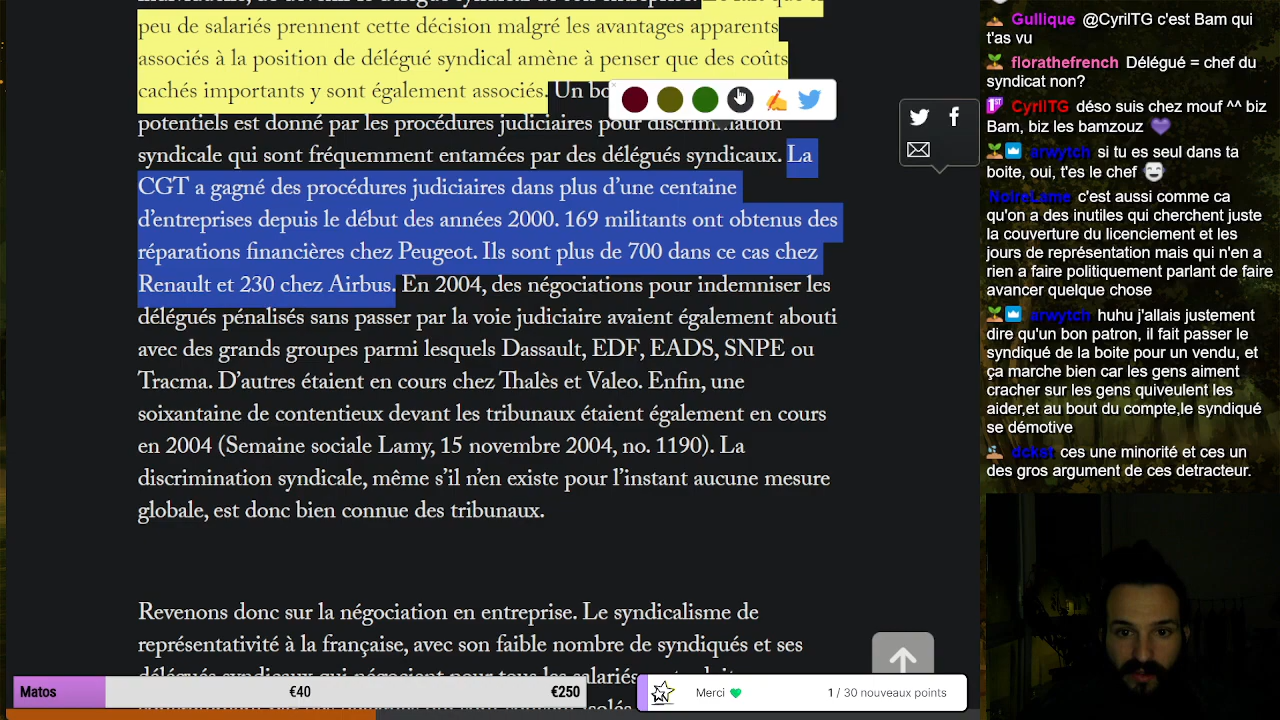 peu de salariés prennent cette décision malgré les avantages apparents
associés à la position de délégué syndical amène à penser que des coûts
cachés importants y sont également associés. Un bo
potentiels est donné par les procédures judiciaires pour discrimination
syndicale qui sont fréquemment entamées par des délégués syndicaux. La
CGT a gagné des procédures judiciaires dans plus d’une centaine
d’entreprises depuis le début des années 2000. 169 militants ont obtenus des
réparations financières chez Peugeot. Ils sont plus de 700 dans ce cas chez
Renault et 230 chez Airbus. En 2004, des négociations pour indemniser les
délégués pénalisés sans passer par la voie judiciaire avaient également abouti
avec des grands groupes parmi lesquels Dassault, EDF, EADS, SNPE ou
Tracma. D’autres étaient en cours chez Thalès et Valeo. Enfin, une
soixantaine de contentieux devant les tribunaux étaient également en cours
en 2004 (Semaine sociale Lamy, 15 novembre 2004, no. 1190). La
discrimination syndicale, même s’il n’en existe pour l’instant aucune mesure
globale, est donc bien connue des tribunaux.
Revenons donc sur la négociation en entreprise. Le syndicalisme de
représentativité à la française, avec son faible nombre de syndiqués et ses
Matos
€40
€250
Merci
1 / 30 nouveaux points
Gullique @CyrilTG c'est Bam qui
t'as vu
florathefrench Délégué = chef du
syndicat non?
CyrilTG déso suis chez mouf ^^ biz
Bam, biz les bamzouz
arwytch si tu es seul dans ta
boite, oui, t'es le chef
NoireLame c'est aussi comme ca
qu'on a des inutiles qui cherchent juste
la couverture du licenciement et les
jours de représentation mais qui n'en a
rien a faire politiquement parlant de faire
avancer quelque chose
arwytch huhu j'allais justement
dire qu'un bon patron, il fait passer le
syndiqué de la boite pour un vendu, et
ça marche bien car les gens aiment
cracher sur les gens quiveulent les
aider,et au bout du compte,le syndiqué
se démotive
dckst ces une minorité et ces un
des gros argument de ces detracteur.